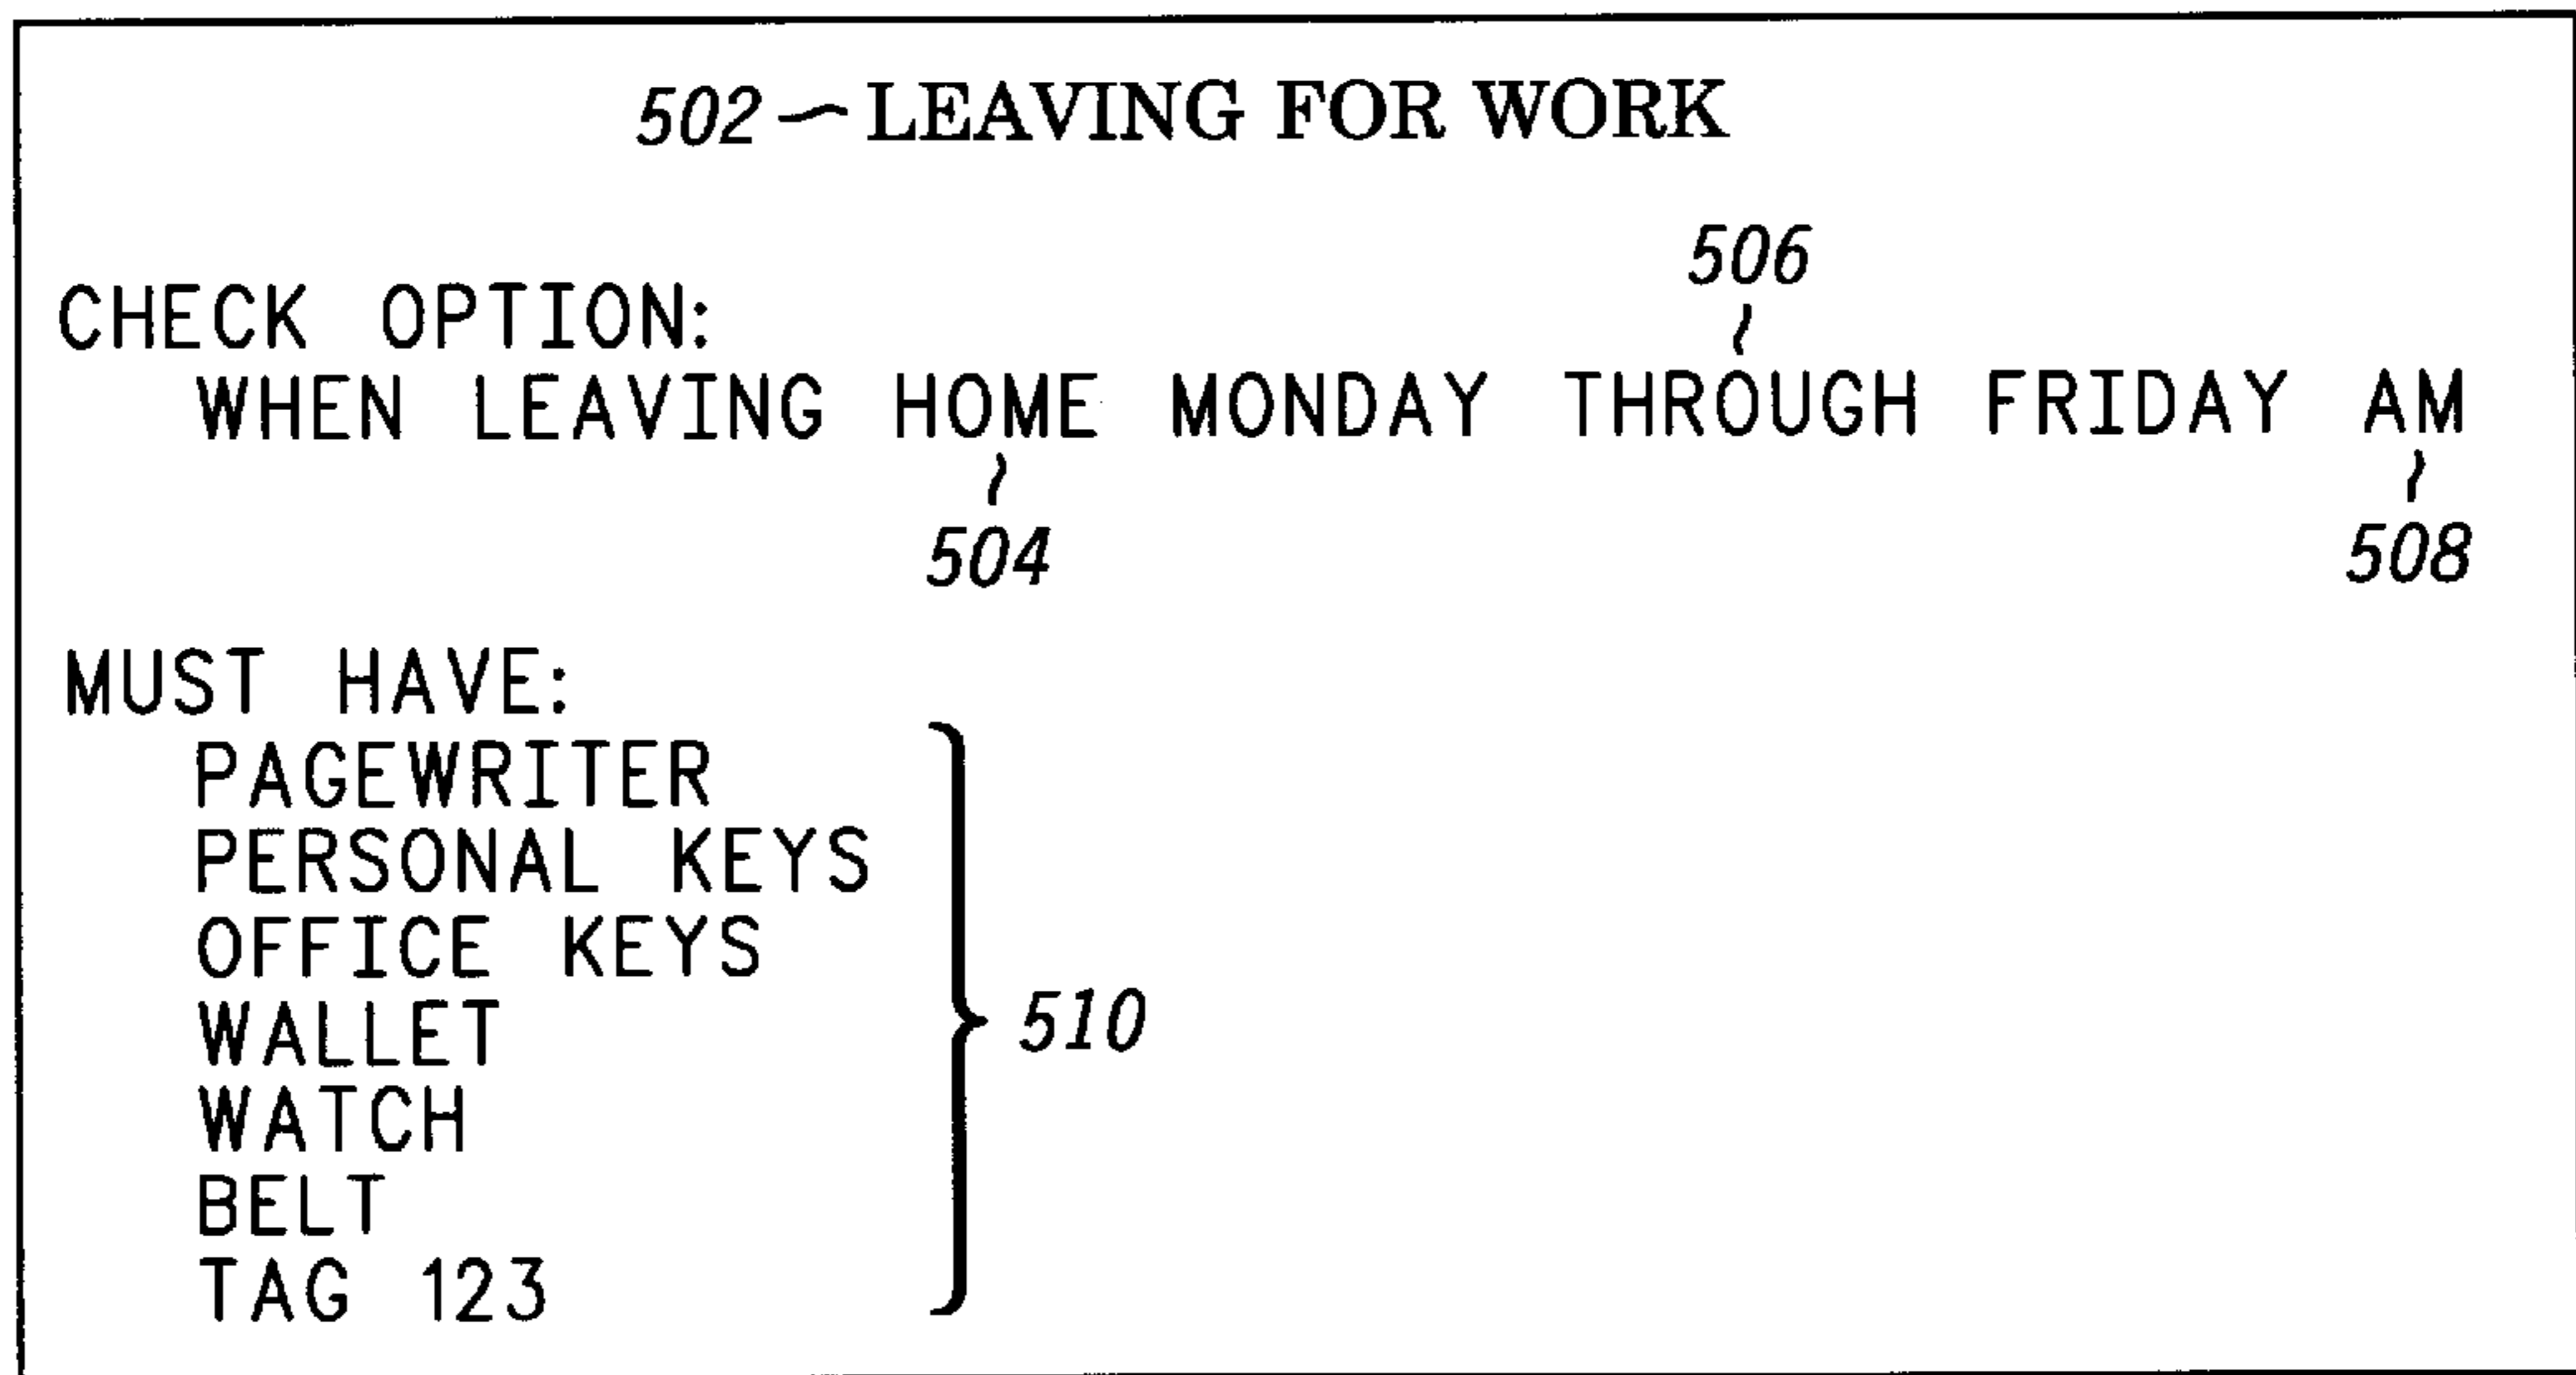 502 LEAVING FOR WORK
506
CHECK OPTION:
WHEN LEAVING HOME MONDAY THROUGH FRIDAY AM
504 508
MUST HAVE:
PAGEWRITER
PERSONAL KEYS
OFFICE KEYS
WALLET
510
WATCH
BELT
TAG 123